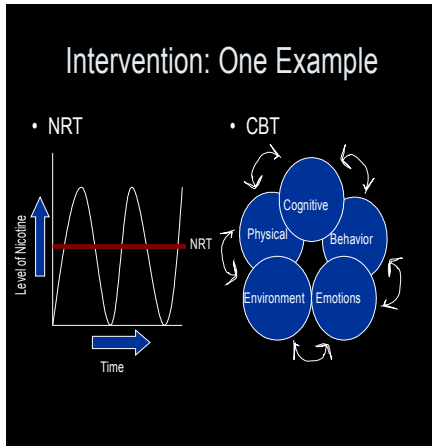 Intervention: One Example
• NRT
Level of Nicotine
NRT
Time
• CBT
Cognitive
Physical
Behavior
Environment
Emotions